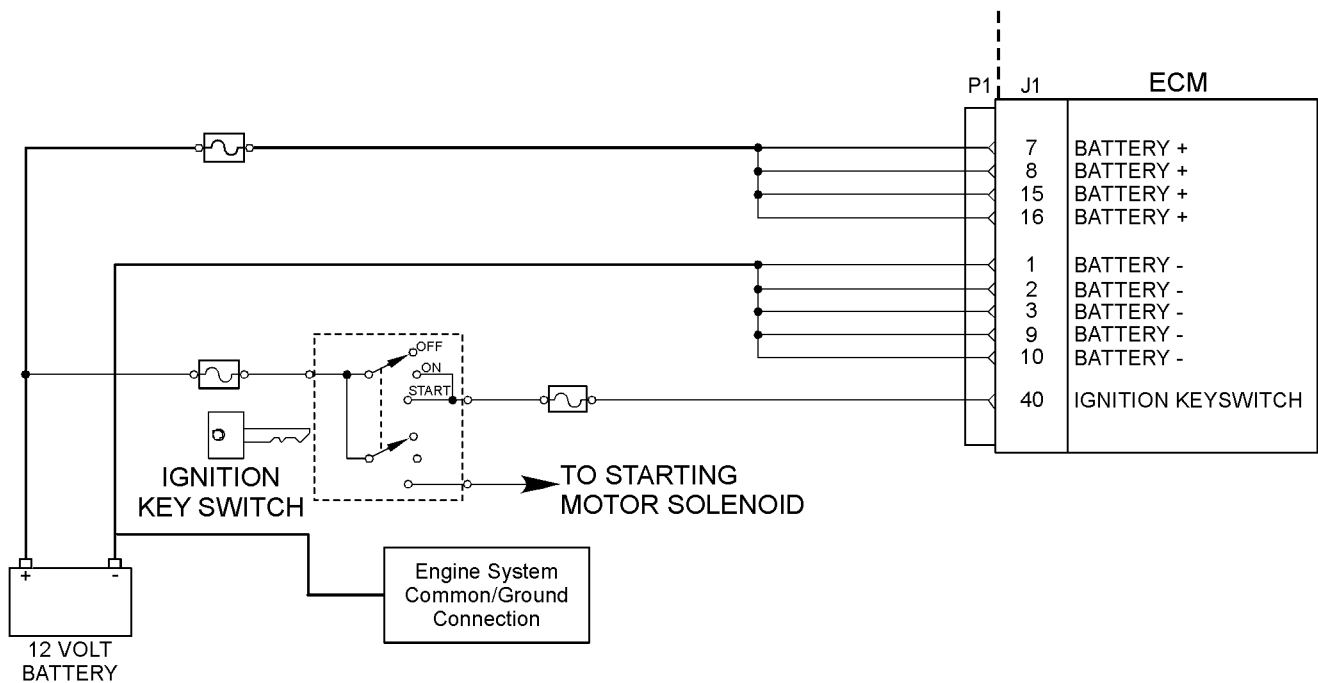 P1 J1 ECM
7 BATTERY +
8 BATTERY +
15 BATTERY +
16 BATTERY +
1 BATTERY -
2 BATTERY -
3 BATTERY -
9 BATTERY -
10 BATTERY -
40 IGNITION KEYSWITCH
OFF
ON
START
IGNITION
KEY SWITCH
TO STARTING
MOTOR SOLENOID
Engine System
Common/Ground
Connection
+ -
12 VOLT
BATTERY